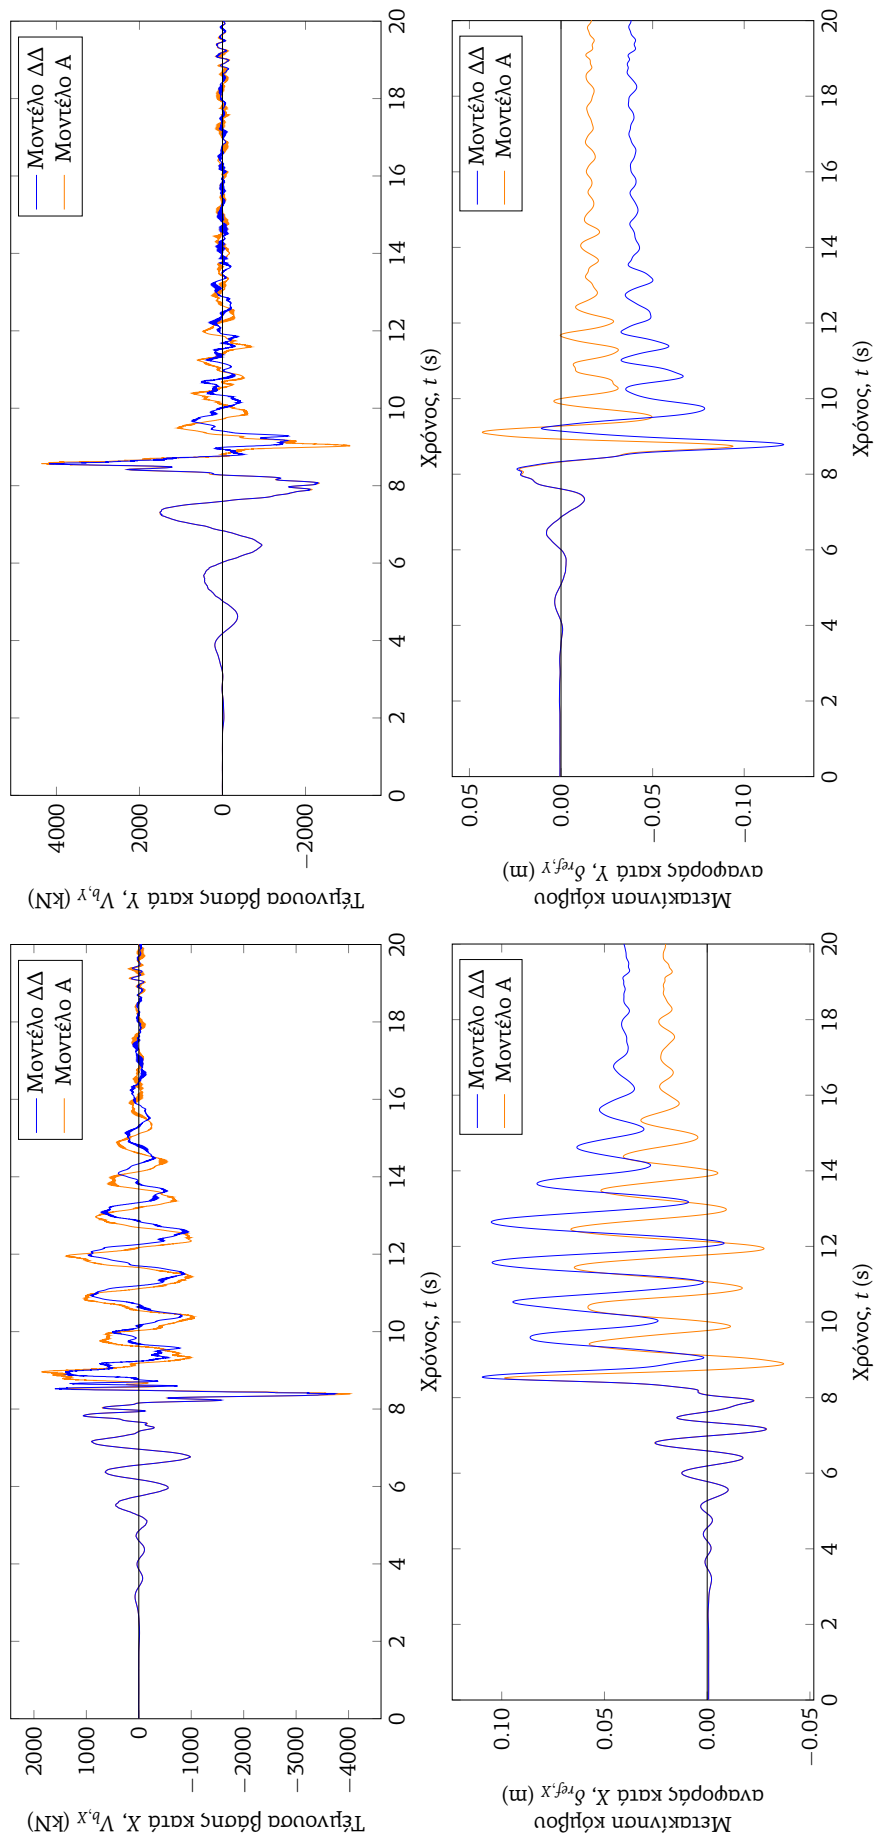 Τέμνουσα βάσης κατά X, V_{b,X} (kN)
2000
1000
0
−1000
−2000
−3000
−4000
0 2 4 6 8 10 12 14 16 18 20
Χρόνος, t (s)
Μοντέλο ΔΔ
Μοντέλο Α
Τέμνουσα βάσης κατά Y, V_{b,Y} (kN)
4000
2000
0
−2000
0 2 4 6 8 10 12 14 16 18 20
Χρόνος, t (s)
Μοντέλο ΔΔ
Μοντέλο Α
Μετακίνηση κόμβου
αναφοράς κατά X, δ_{ref,X} (m)
0.10
0.05
0.00
−0.05
0 2 4 6 8 10 12 14 16 18 20
Χρόνος, t (s)
Μοντέλο ΔΔ
Μοντέλο Α
Μετακίνηση κόμβου
αναφοράς κατά Y, δ_{ref,Y} (m)
0.05
0.00
−0.05
−0.10
0 2 4 6 8 10 12 14 16 18 20
Χρόνος, t (s)
Μοντέλο ΔΔ
Μοντέλο Α